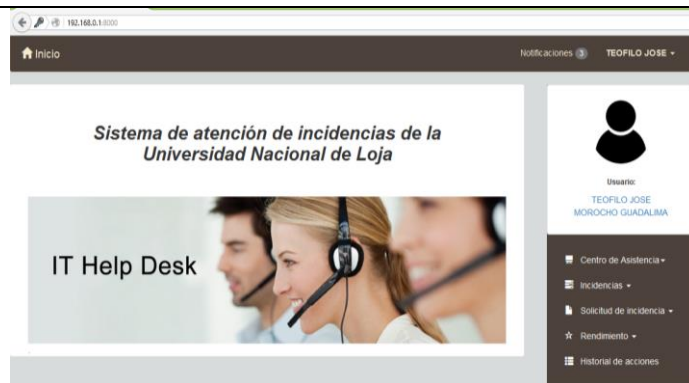 192.168.0.1:8000
Inicio
Notificaciones 3
TEOFILO JOSE
Sistema de atención de incidencias de la
Universidad Nacional de Loja
IT Help Desk
Usuario:
TEOFILO JOSE
MOROCHO GUADALIMA
Centro de Asistencia
Incidencias
Solicitud de incidencia
Rendimiento
Historial de acciones